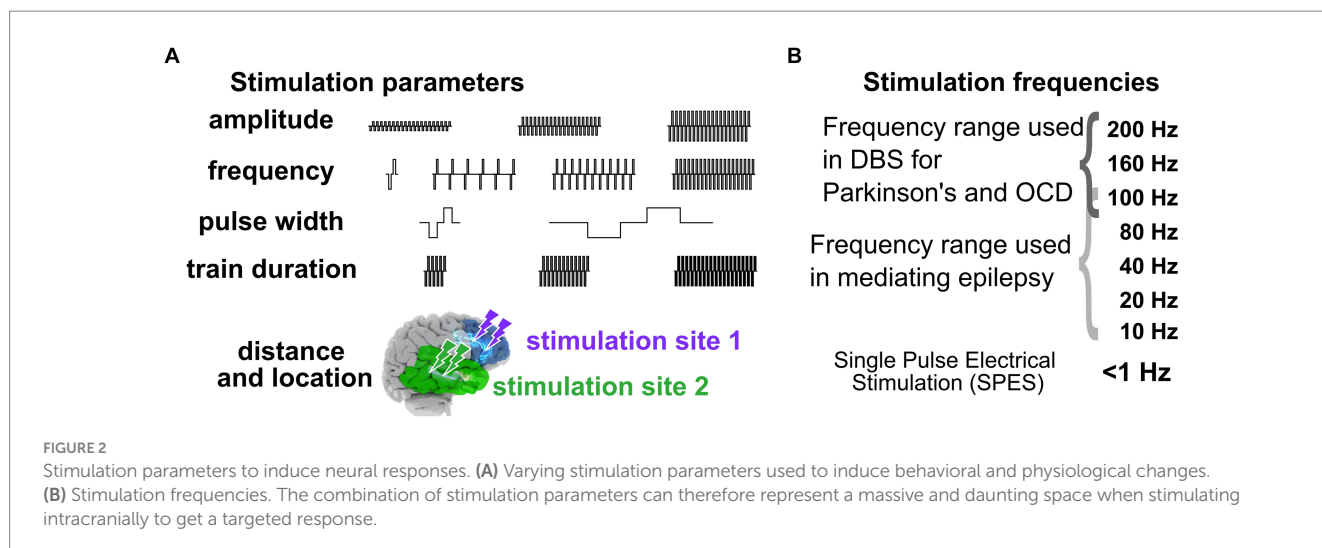 A
Stimulation parameters
amplitude
frequency
pulse width
train duration
distance
and location
stimulation site 1
stimulation site 2
B
Stimulation frequencies
Frequency range used
in DBS for
Parkinson's and OCD
200 Hz
160 Hz
100 Hz
Frequency range used
in mediating epilepsy
80 Hz
40 Hz
20 Hz
10 Hz
Single Pulse Electrical
Stimulation (SPES)
<1 Hz
FIGURE 2
Stimulation parameters to induce neural responses. (A) Varying stimulation parameters used to induce behavioral and physiological changes.
(B) Stimulation frequencies. The combination of stimulation parameters can therefore represent a massive and daunting space when stimulating
intracranially to get a targeted response.